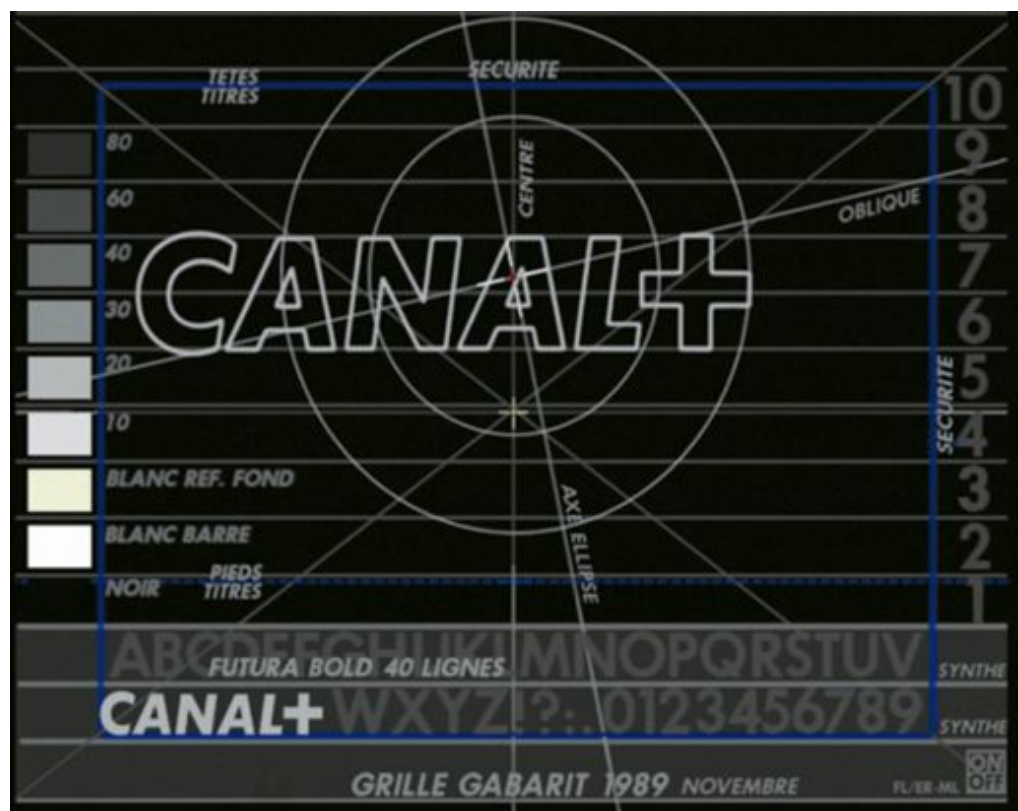 TETES
TITRES
SECURITE
10
80
CENTRE
9
60
OBLIQUE
8
40
CANAL+
7
30
6
20
SECURITE
5
10
4
BLANC REF. FOND
3
AXE ELLIPSE
BLANC BARRE
2
PIEDS
TITRES
NOIR
1
ABCDEFGHIJKLMNOPQRSTUV
FUTURA BOLD 40 LIGNES
SYNTHE
CANAL+
WXYZ!?:.0123456789
SYNTHE
GRILLE GABARIT 1989 NOVEMBRE
FL/ER-ML
ON
OFF